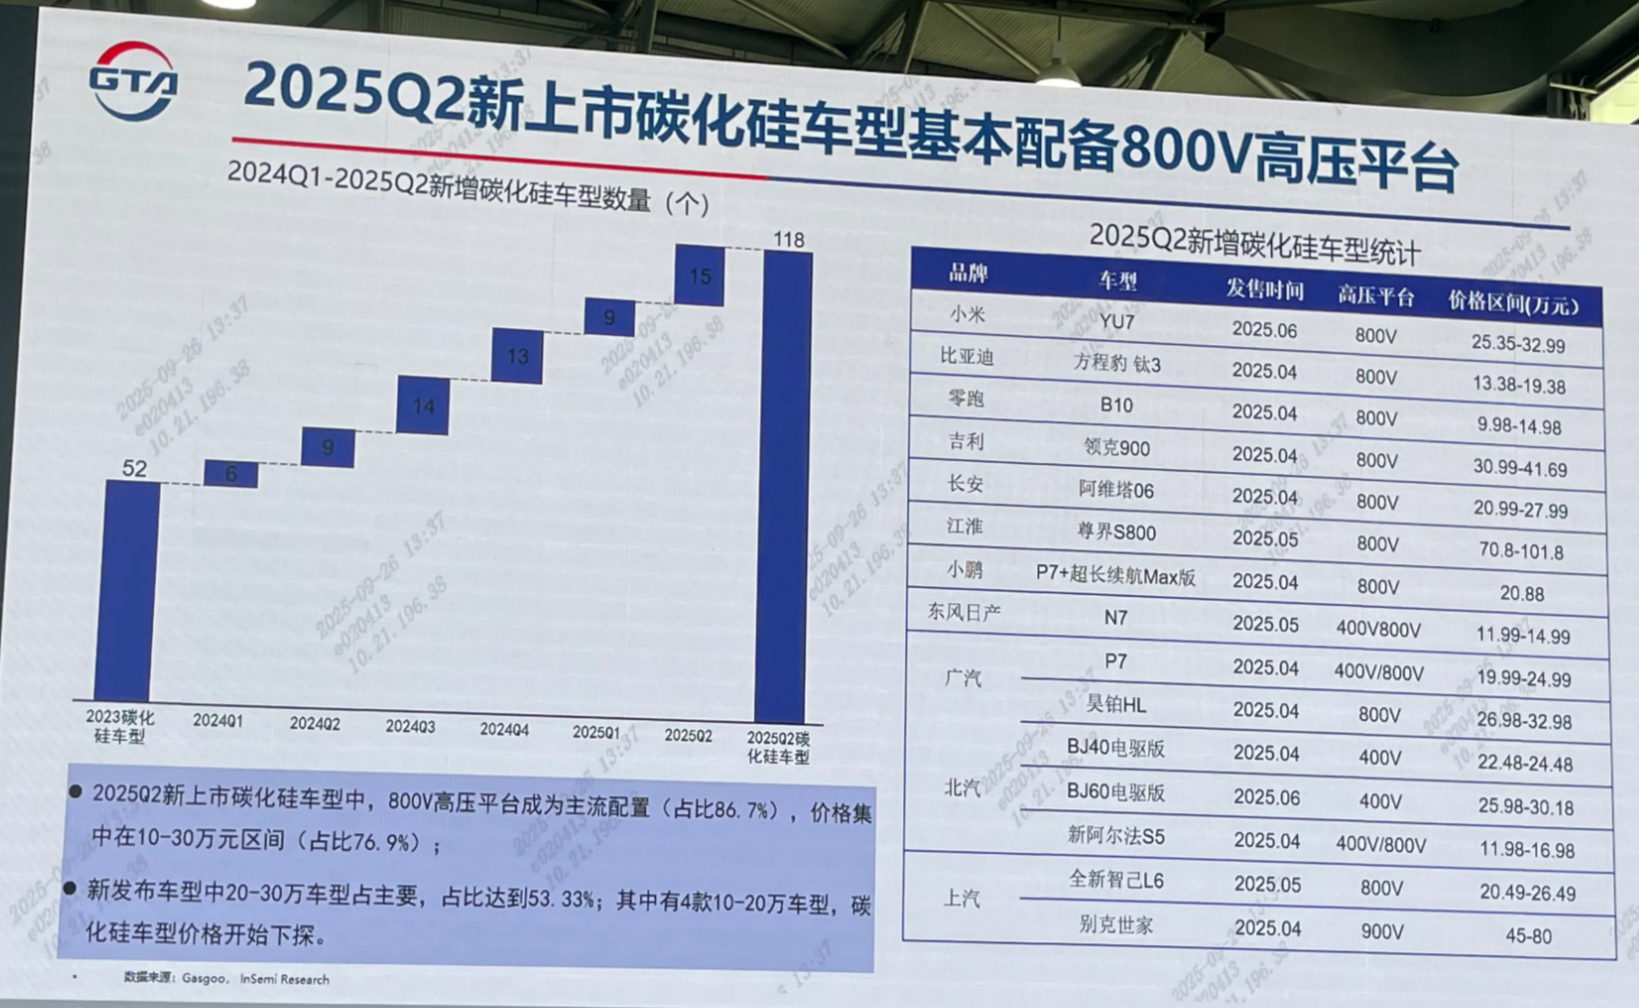 GTA
2025Q2新上市碳化硅车型基本配备800V高压平台
2024Q1-2025Q2新增碳化硅车型数量（个）
118
15
9
13
14
9
6
52
2023碳化
硅车型
2024Q1
2024Q2
2024Q3
2024Q4
2025Q1
2025Q2
2025Q2碳
化硅车型
● 2025Q2新上市碳化硅车型中，800V高压平台成为主流配置（占比86.7%），价格集
中在10-30万元区间（占比76.9%）；
● 新发布车型中20-30万车型占主要，占比达到53.33%；其中有4款10-20万车型，碳
化硅车型价格开始下探。
• 数据来源：Gasgoo， InSemi Research
2025Q2新增碳化硅车型统计
品牌 车型 发售时间 高压平台 价格区间(万元）
小米 YU7 2025.06 800V 25.35-32.99
比亚迪 方程豹 钛3 2025.04 800V 13.38-19.38
零跑 B10 2025.04 800V 9.98-14.98
吉利 领克900 2025.04 800V 30.99-41.69
长安 阿维塔06 2025.04 800V 20.99-27.99
江淮 尊界S800 2025.05 800V 70.8-101.8
小鹏 P7+超长续航Max版 2025.04 800V 20.88
东风日产 N7 2025.05 400V800V 11.99-14.99
广汽 P7 2025.04 400V/800V 19.99-24.99
昊铂HL 2025.04 800V 26.98-32.98
北汽 BJ40电驱版 2025.04 400V 22.48-24.48
BJ60电驱版 2025.06 400V 25.98-30.18
新阿尔法S5 2025.04 400V/800V 11.98-16.98
上汽 全新智己L6 2025.05 800V 20.49-26.49
别克世家 2025.04 900V 45-80
2025-09-26 13:37
e020413
10.21.196.38